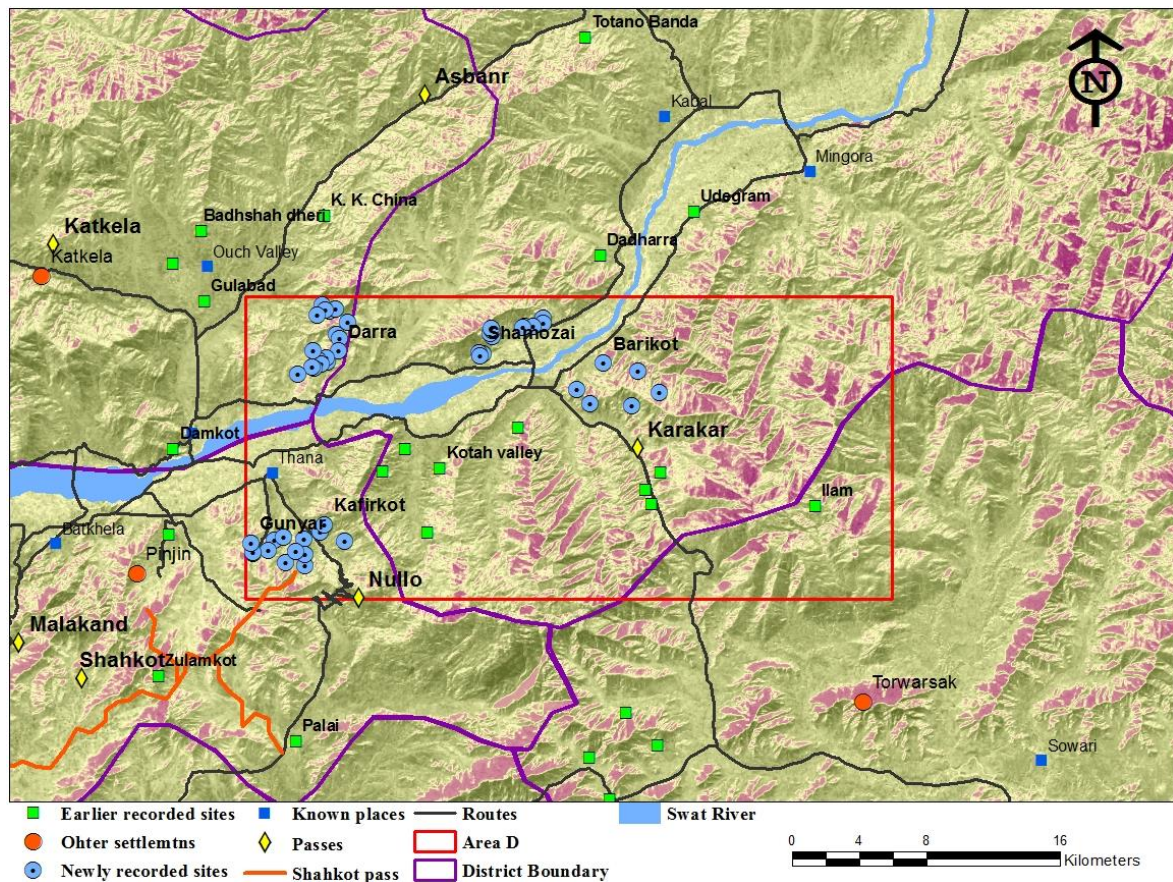 Totano Banda
Asbanr
N
Kabal
Mingora
K. K. China
Udegram
Badhshah dheri
Katkela
Ouch Valley
Katkela
Dadharra
Gulabad
Darra
Shamozai
Barikot
Damkot
Karakar
Thana
Kotah valley
Ilam
Kafirkot
Gunyar
Batkhela
Pinjin
Nullo
Malakand
Shahkot
Zulamkot
Torwarsak
Palai
Sowari
Earlier recorded sites
Known places
Routes
Swat River
Ohter settlemtns
Passes
Area D
Newly recorded sites
Shahkot pass
District Boundary
0 4 8 16
Kilometers